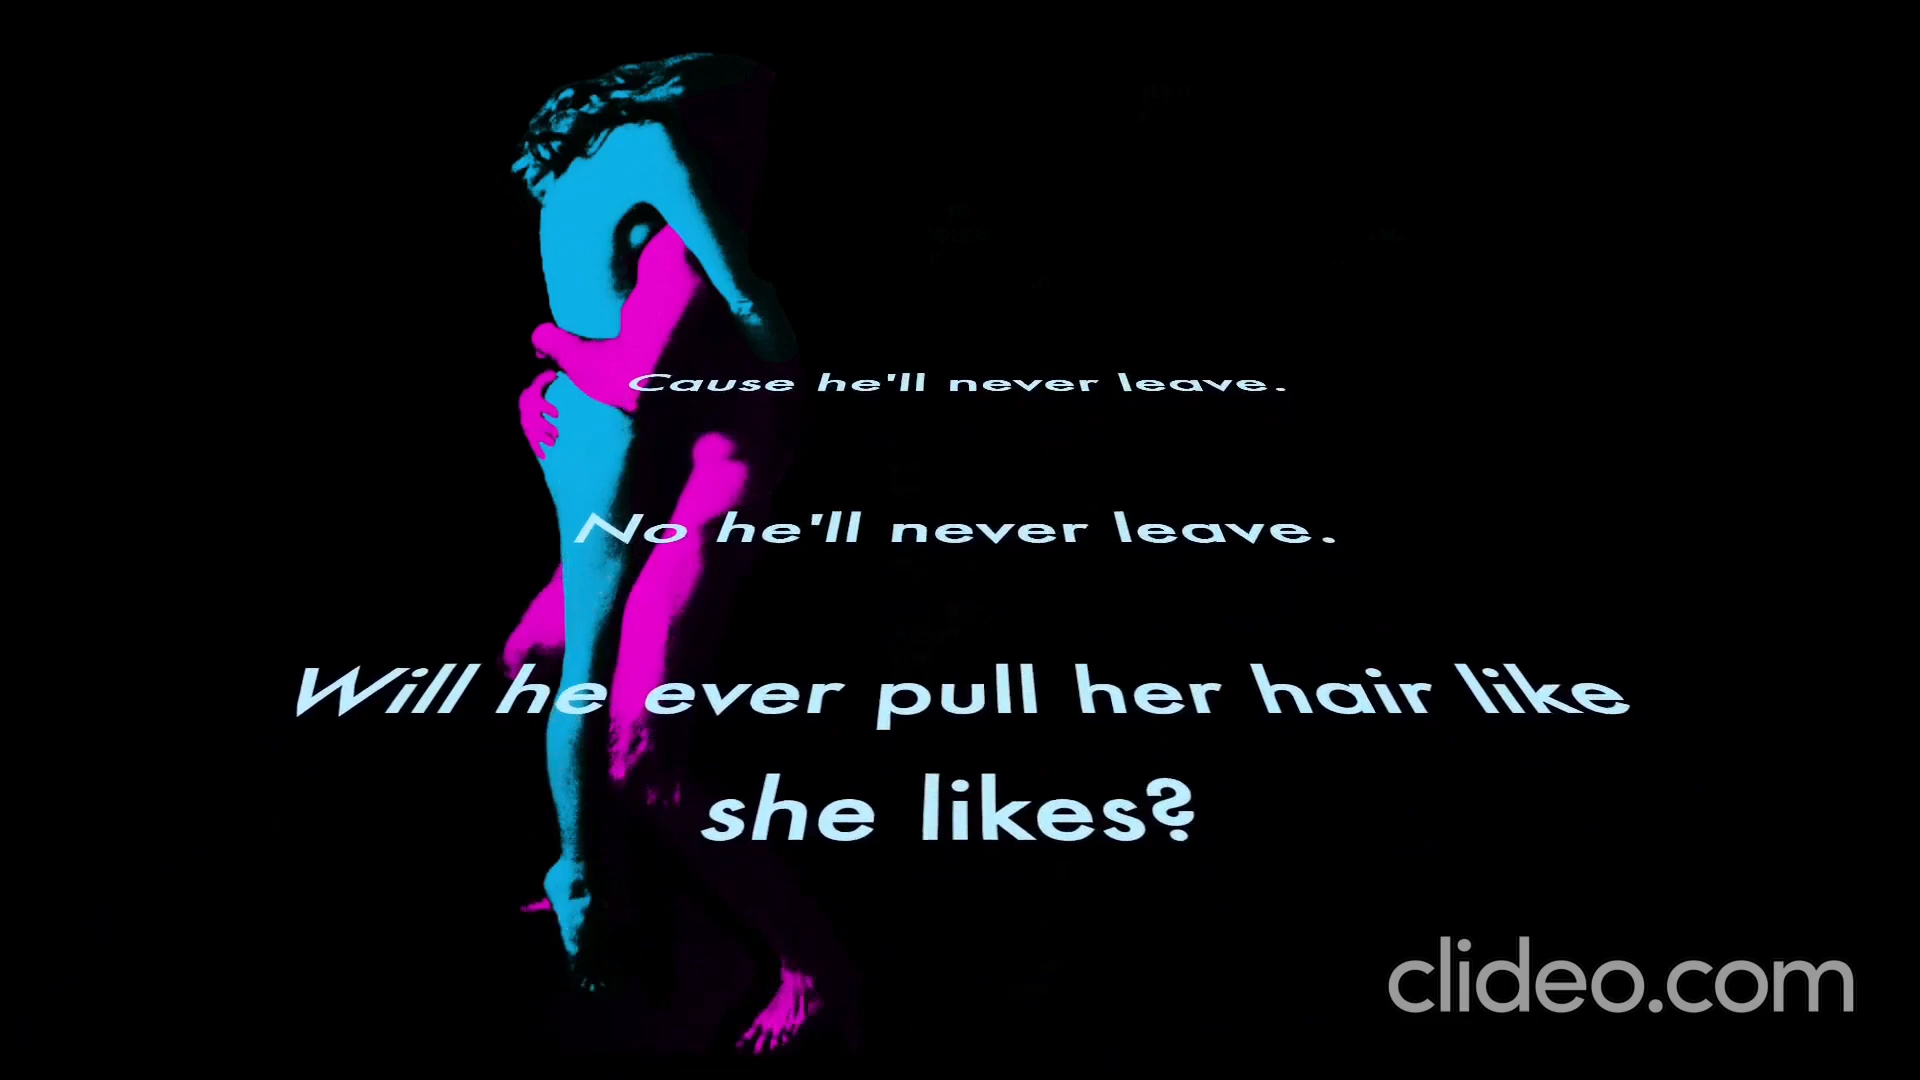 Cause he'll never leave.
No he'll never leave.
Will he ever pull her hair like
she likes?
clideo.com